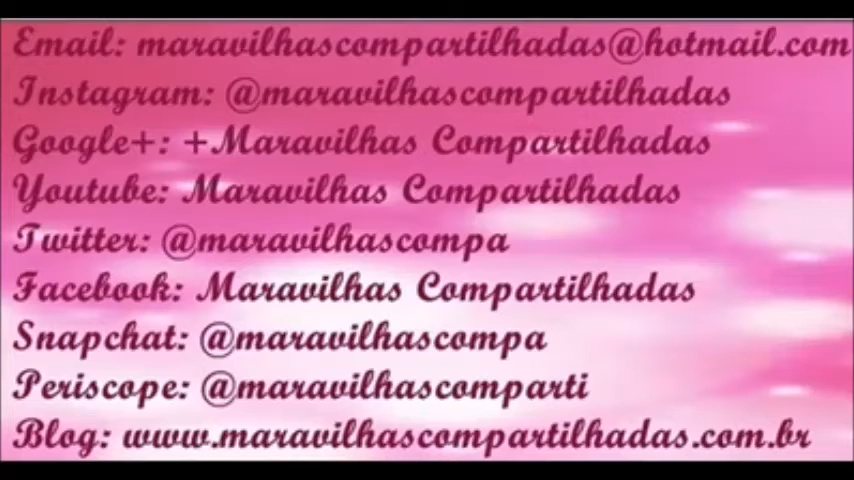 Email: maravilhascompartilhadas@hotmail.com
Instagram: @maravilhascompartilhadas
Google+: +Maravilhas Compartilhadas
Youtube: Maravilhas Compartilhadas
Twitter: @maravilhascompa
Facebook: Maravilhas Compartilhadas
Snapchat: @maravilhascompa
Periscope: @maravilhascomparti
Blog: www.maravilhascompartilhadas.com.br